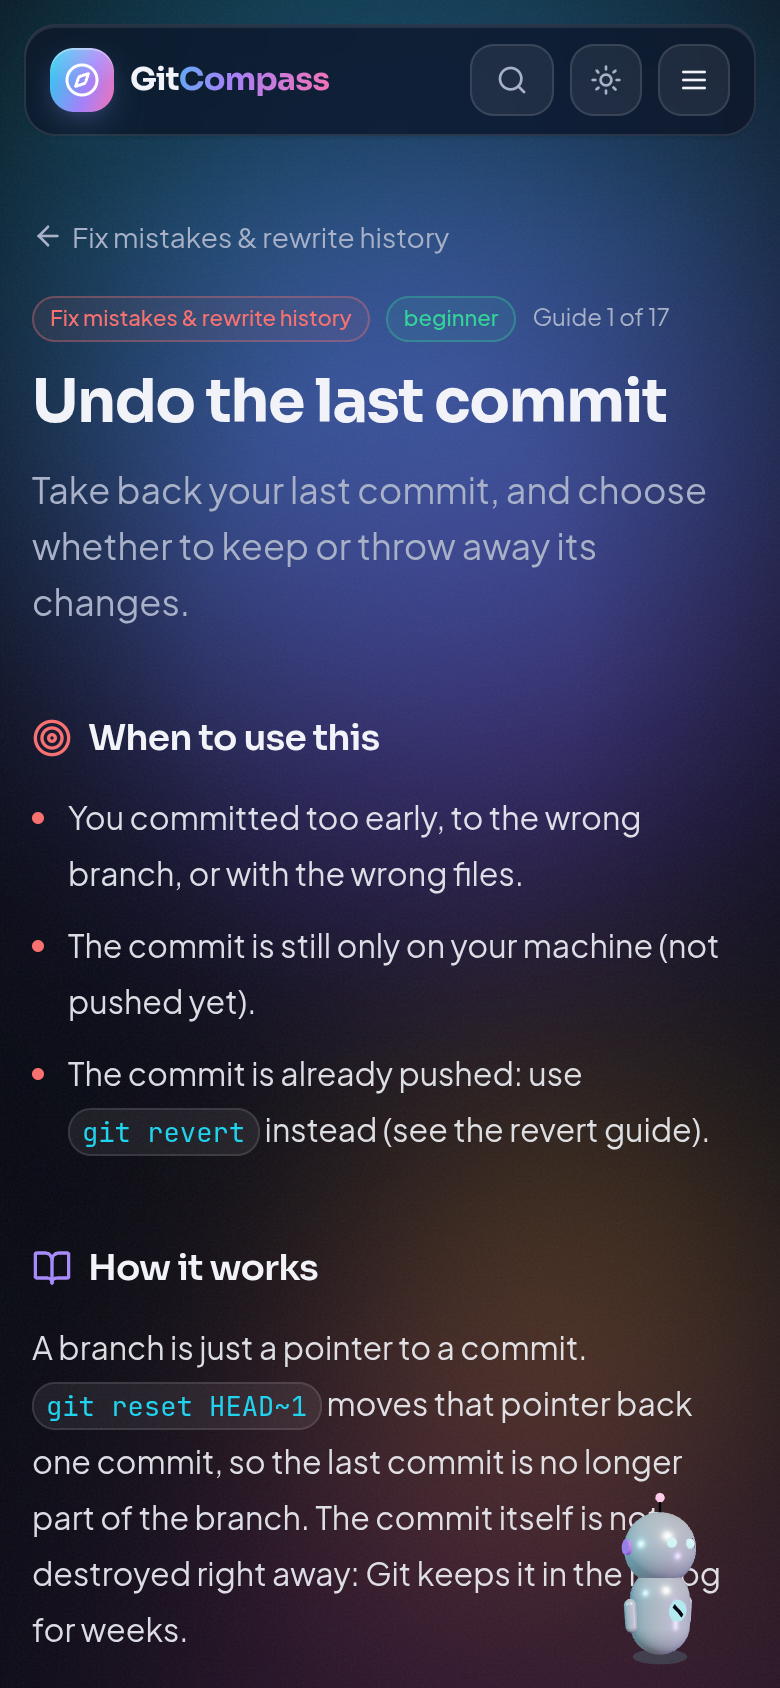 GitCompass
Fix mistakes & rewrite history
Fix mistakes & rewrite history beginner Guide 1 of 17
Undo the last commit
Take back your last commit, and choose
whether to keep or throw away its
changes.
When to use this
You committed too early, to the wrong
branch, or with the wrong files.
The commit is still only on your machine (not
pushed yet).
The commit is already pushed: use
git revert instead (see the revert guide).
How it works
A branch is just a pointer to a commit.
git reset HEAD~1 moves that pointer back
one commit, so the last commit is no longer
part of the branch. The commit itself is not
destroyed right away: Git keeps it in the
for weeks.